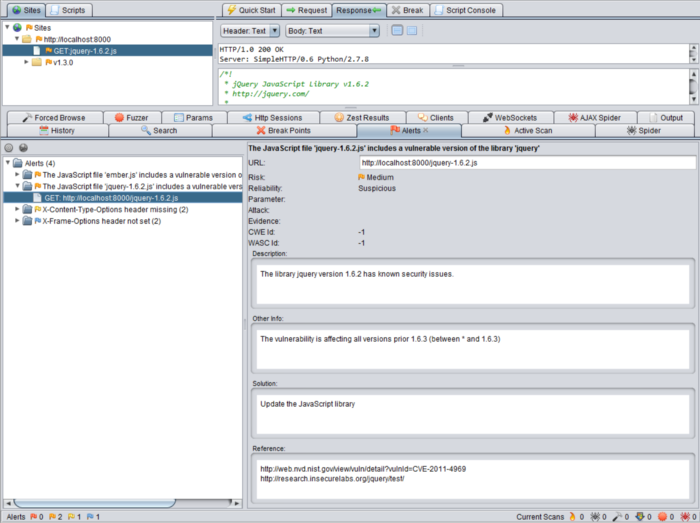 Sites Scripts
Quick Start Request Response Break Script Console
Sites
http://localhost:8000
GET:jquery-1.6.2.js
v1.3.0
Header: Text Body: Text
HTTP/1.0 200 OK
Server: SimpleHTTP/0.6 Python/2.7.8
/*!
* jQuery JavaScript Library v1.6.2
* http://jquery.com/
*
Forced Browse Fuzzer Params Http Sessions Zest Results Clients WebSockets AJAX Spider Output
History Search Break Points Alerts Active Scan Spider
Alerts (4)
The JavaScript file 'ember.js' includes a vulnerable version o
The JavaScript file 'jquery-1.6.2.js' includes a vulnerable vers
GET: http://localhost:8000/jquery-1.6.2.js
X-Content-Type-Options header missing (2)
X-Frame-Options header not set (2)
The JavaScript file 'jquery-1.6.2.js' includes a vulnerable version of the library 'jquery'
URL: http://localhost:8000/jquery-1.6.2.js
Risk: Medium
Reliability: Suspicious
Parameter:
Attack:
Evidence:
CWE Id: -1
WASC Id: -1
Description:
The library jquery version 1.6.2 has known security issues.
Other Info:
The vulnerability is affecting all versions prior 1.6.3 (between * and 1.6.3)
Solution:
Update the JavaScript library
Reference:
http://web.nvd.nist.gov/view/vuln/detail?vulnId=CVE-2011-4969
http://research.insecurelabs.org/jquery/test/
Alerts 0 2 1 1
Current Scans 0 0 0 0 0 0